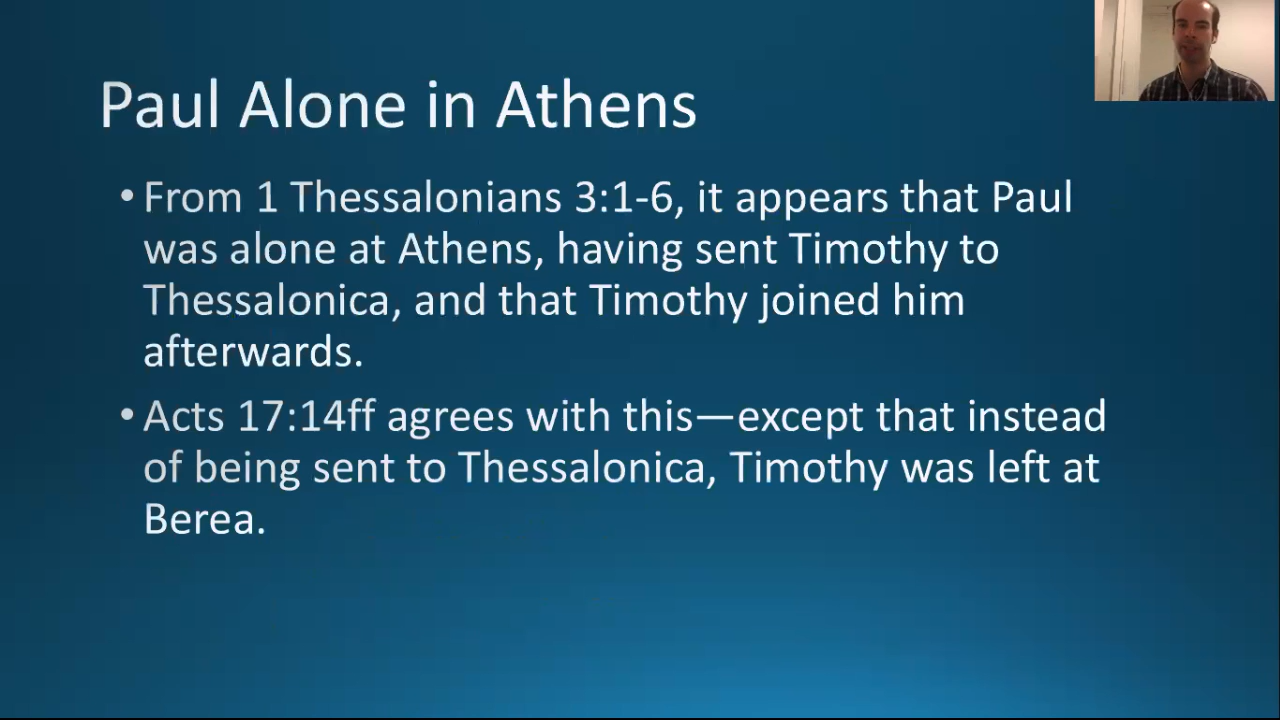 Paul Alone in Athens
•From 1 Thessalonians 3:1-6, it appears that Paul
was alone at Athens, having sent Timothy to
Thessalonica, and that Timothy joined him
afterwards.
•Acts 17:14ff agrees with this—except that instead
of being sent to Thessalonica, Timothy was left at
Berea.